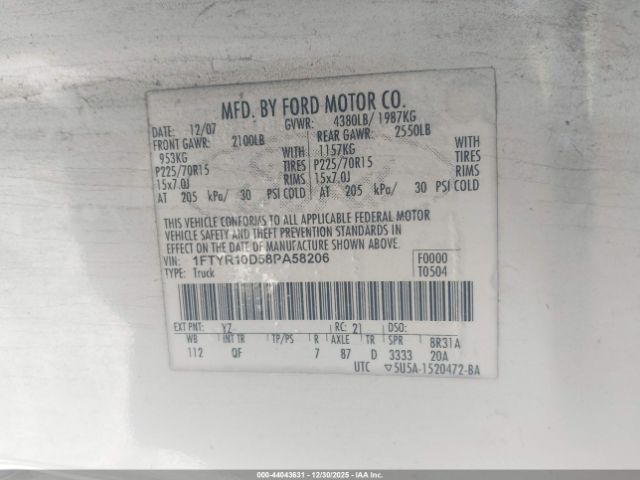 MFD. BY FORD MOTOR CO.
DATE: 12/07 GVWR: 4380LB/ 1987KG
FRONT GAWR: 2100LB REAR GAWR: 2550LB
953KG WITH 1157KG WITH
P225/70R15 TIRES P225/70R15 TIRES
15x7.0J RIMS 15x7.0J RIMS
AT 205 kPa/ 30 PSI COLD AT 205 kPa/ 30 PSI COLD
THIS VEHICLE CONFORMS TO ALL APPLICABLE FEDERAL MOTOR
VEHICLE SAFETY AND THEFT PREVENTION STANDARDS
IN EFFECT ON THE DATE OF MANUFACTURE SHOWN ABOVE.
VIN: 1FTYR10D58PA58206 F0000
TYPE: Truck T0504
EXT PNT: YZ RC: 21 DSO:
WB INT TR TP/PS R AXLE TR SPR 8R31A
112 QF 7 87 D 3333 20A
UTC ▽5U5A-1520472-BA
000-44043631 - 12/30/2025 - IAA Inc.